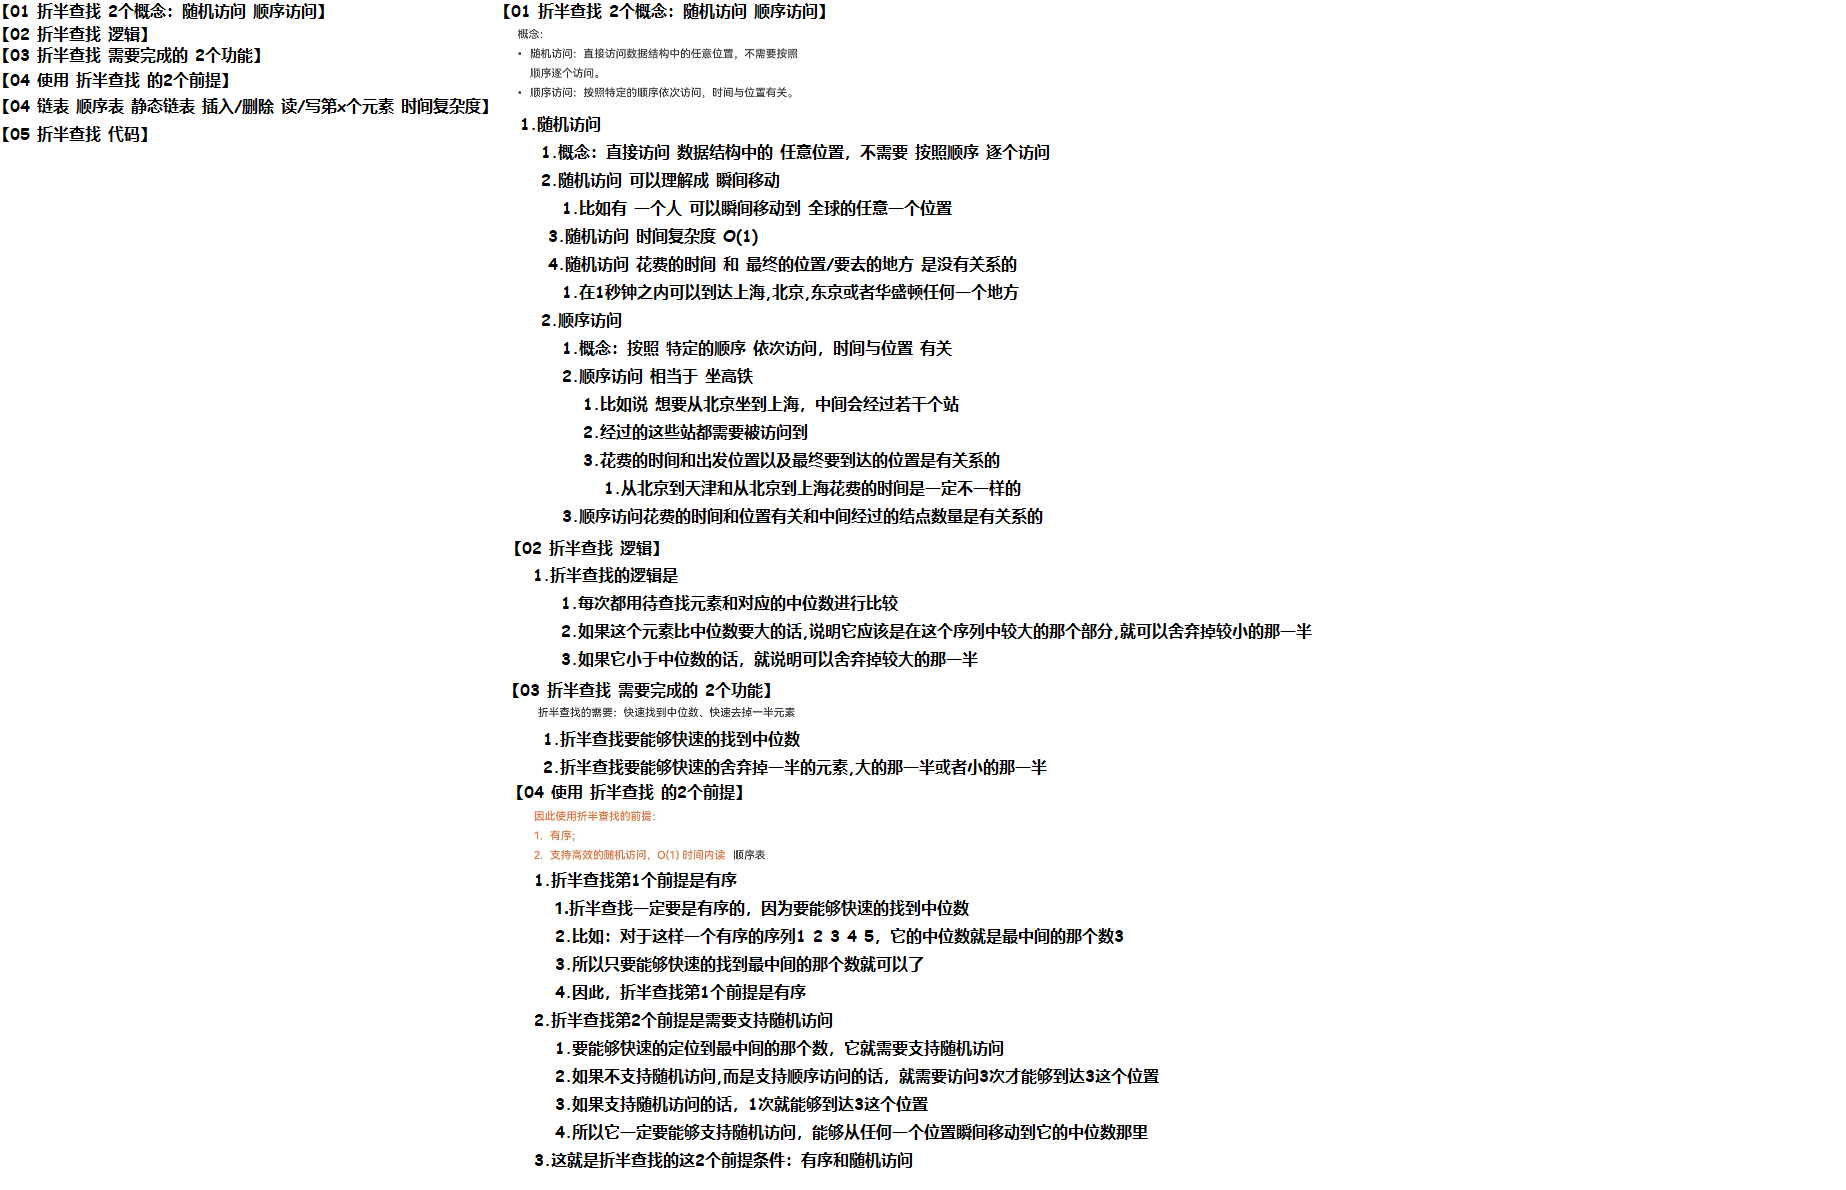 【01 折半查找 2个概念：随机访问 顺序访问】
【02 折半查找 逻辑】
【03 折半查找 需要完成的 2个功能】
【04 使用 折半查找 的2个前提】
【04 链表 顺序表 静态链表 插入/删除 读/写第x个元素 时间复杂度】
【05 折半查找 代码】
【01 折半查找 2个概念：随机访问 顺序访问】
概念：
• 随机访问：直接访问数据结构中的任意位置，不需要按照
顺序逐个访问。
• 顺序访问：按照特定的顺序依次访问，时间与位置有关。
1.随机访问
1.概念：直接访问 数据结构中的 任意位置，不需要 按照顺序 逐个访问
2.随机访问 可以理解成 瞬间移动
1.比如有 一个人 可以瞬间移动到 全球的任意一个位置
3.随机访问 时间复杂度 O(1)
4.随机访问 花费的时间 和 最终的位置/要去的地方 是没有关系的
1.在1秒钟之内可以到达上海,北京,东京或者华盛顿任何一个地方
2.顺序访问
1.概念：按照 特定的顺序 依次访问，时间与位置 有关
2.顺序访问 相当于 坐高铁
1.比如说 想要从北京坐到上海，中间会经过若干个站
2.经过的这些站都需要被访问到
3.花费的时间和出发位置以及最终要到达的位置是有关系的
1.从北京到天津和从北京到上海花费的时间是一定不一样的
3.顺序访问花费的时间和位置有关和中间经过的结点数量是有关系的
【02 折半查找 逻辑】
1.折半查找的逻辑是
1.每次都用待查找元素和对应的中位数进行比较
2.如果这个元素比中位数要大的话,说明它应该是在这个序列中较大的那个部分,就可以舍弃掉较小的那一半
3.如果它小于中位数的话，就说明可以舍弃掉较大的那一半
【03 折半查找 需要完成的 2个功能】
折半查找的需要：快速找到中位数、快速去掉一半元素
1.折半查找要能够快速的找到中位数
2.折半查找要能够快速的舍弃掉一半的元素,大的那一半或者小的那一半
【04 使用 折半查找 的2个前提】
因此使用折半查找的前提：
1. 有序；
2. 支持高效的随机访问，O(1) 时间内读 顺序表
1.折半查找第1个前提是有序
1.折半查找一定要是有序的，因为要能够快速的找到中位数
2.比如：对于这样一个有序的序列1 2 3 4 5，它的中位数就是最中间的那个数3
3.所以只要能够快速的找到最中间的那个数就可以了
4.因此，折半查找第1个前提是有序
2.折半查找第2个前提是需要支持随机访问
1.要能够快速的定位到最中间的那个数，它就需要支持随机访问
2.如果不支持随机访问,而是支持顺序访问的话，就需要访问3次才能够到达3这个位置
3.如果支持随机访问的话，1次就能够到达3这个位置
4.所以它一定要能够支持随机访问，能够从任何一个位置瞬间移动到它的中位数那里
3.这就是折半查找的这2个前提条件：有序和随机访问